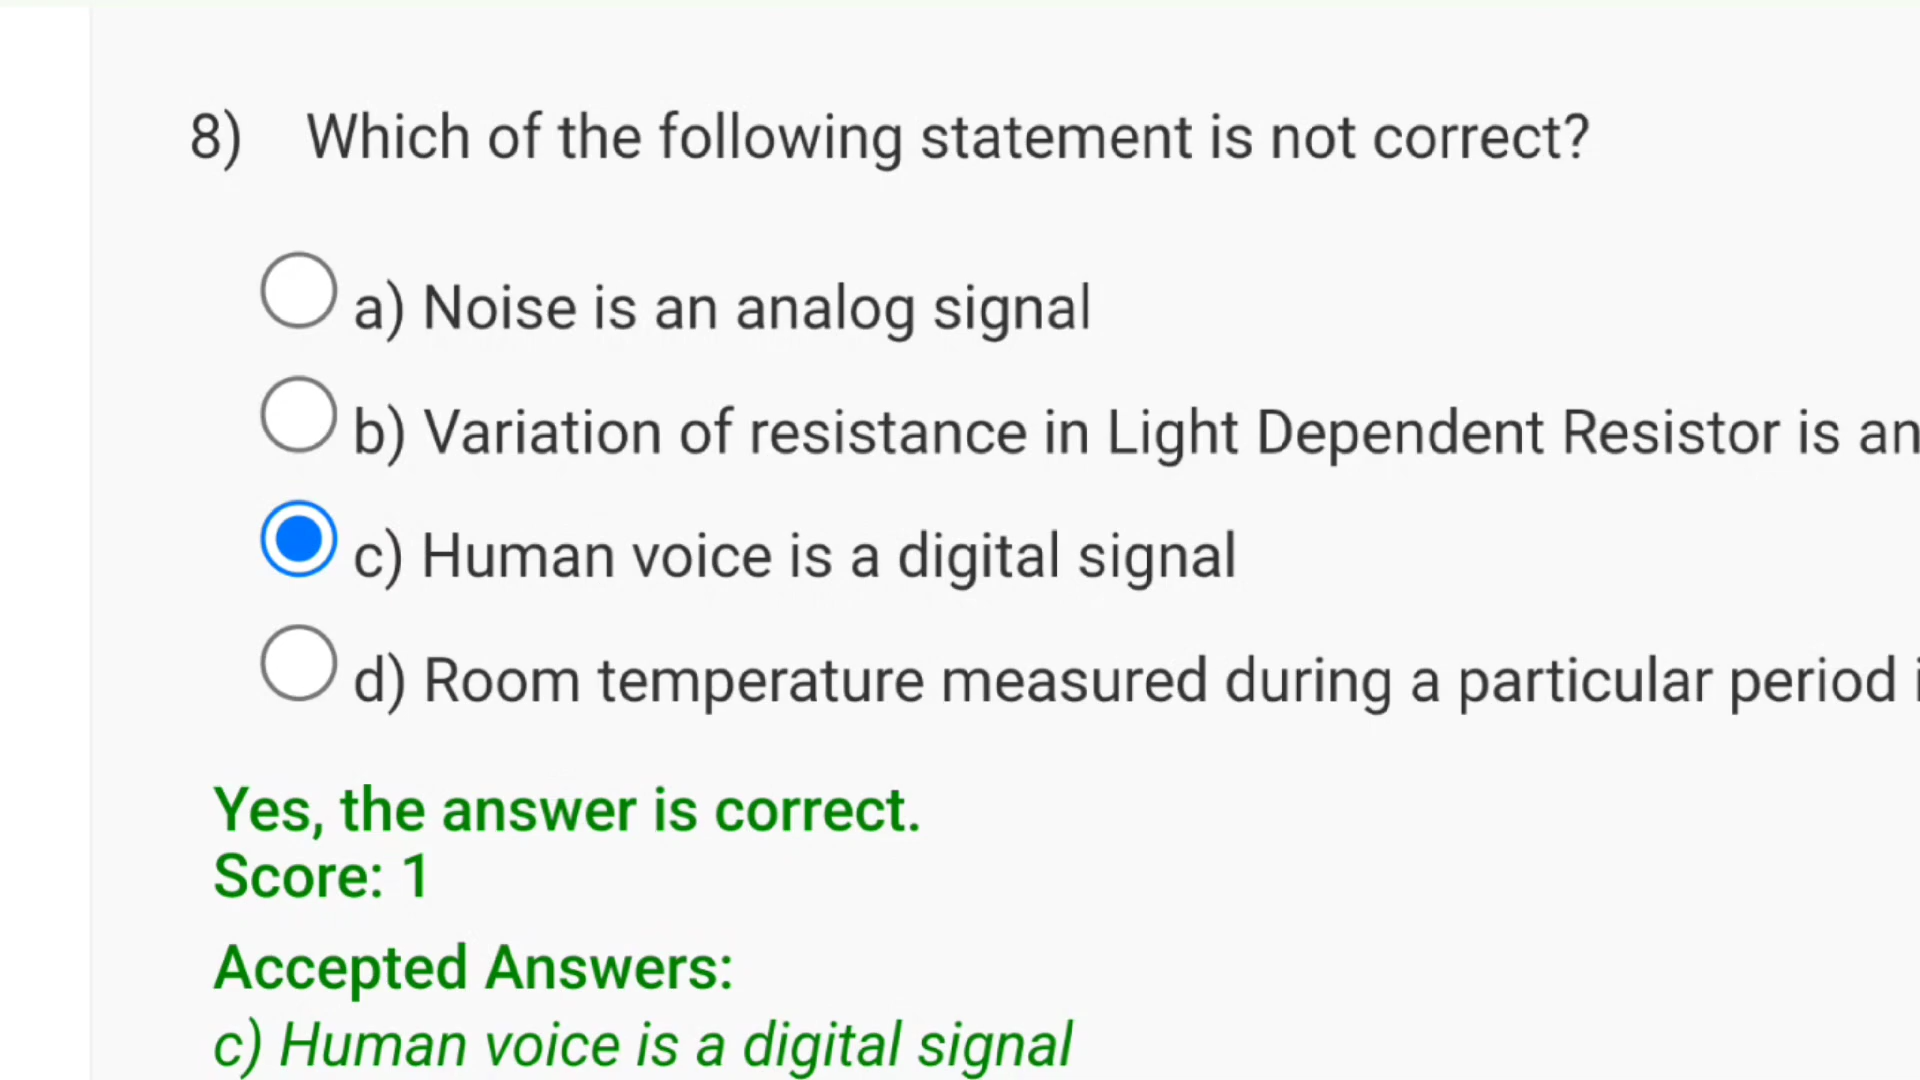 8) Which of the following statement is not correct?
a) Noise is an analog signal
b) Variation of resistance in Light Dependent Resistor is an
c) Human voice is a digital signal
d) Room temperature measured during a particular period
Yes, the answer is correct.
Score: 1
Accepted Answers:
c) Human voice is a digital signal